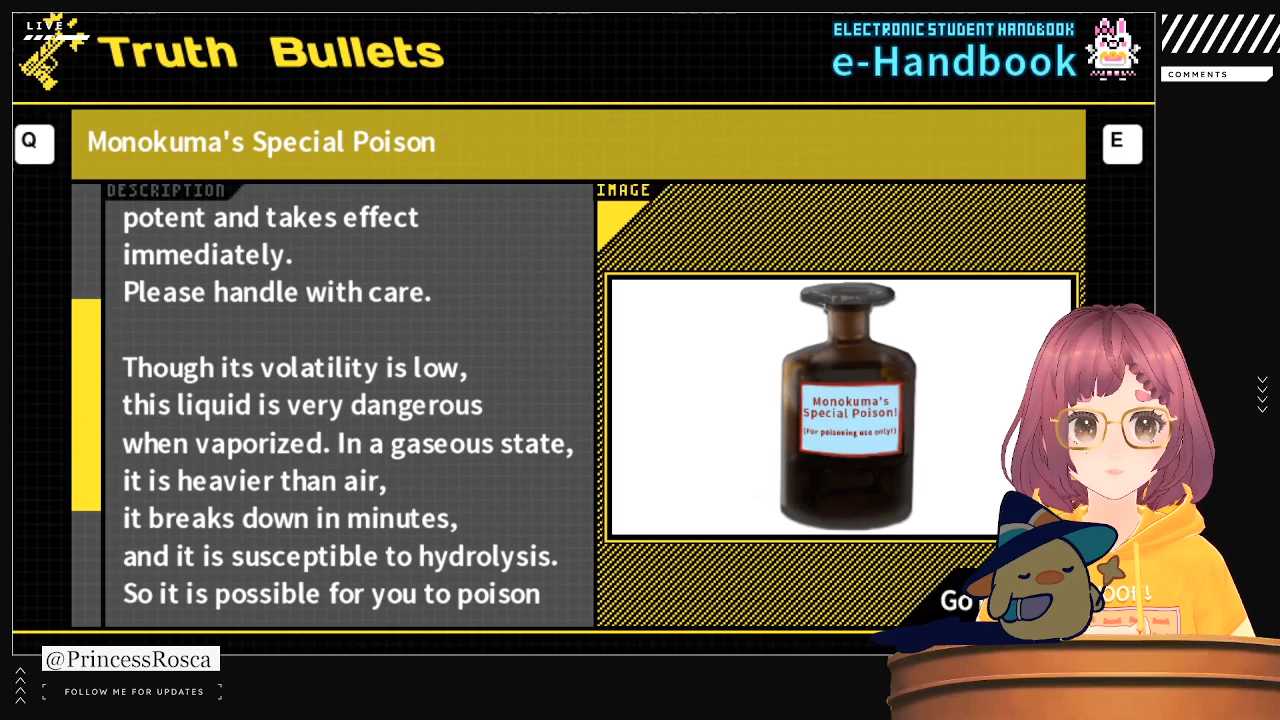 LIVE
Truth Bullets
ELECTRONIC STUDENT HANDBOOK
e-Handbook
COMMENTS
Q
Monokuma's Special Poison
E
DESCRIPTION
IMAGE
potent and takes effect
immediately.
Please handle with care.
Though its volatility is low,
this liquid is very dangerous
when vaporized. In a gaseous state,
it is heavier than air,
it breaks down in minutes,
and it is susceptible to hydrolysis.
So it is possible for you to poison
Monokuma's
Special Poison!
(For poisoning use only!)
Go
@PrincessRosca
FOLLOW ME FOR UPDATES